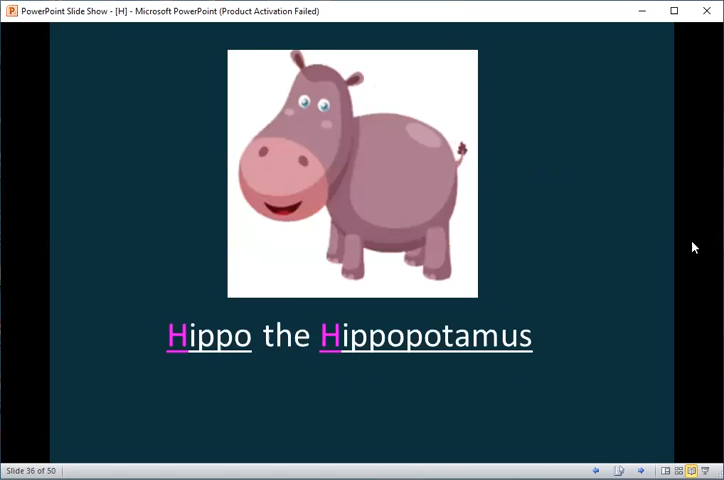 PowerPoint Slide Show - [H] - Microsoft PowerPoint (Product Activation Failed)
Hippo the Hippopotamus
Slide 36 of 50